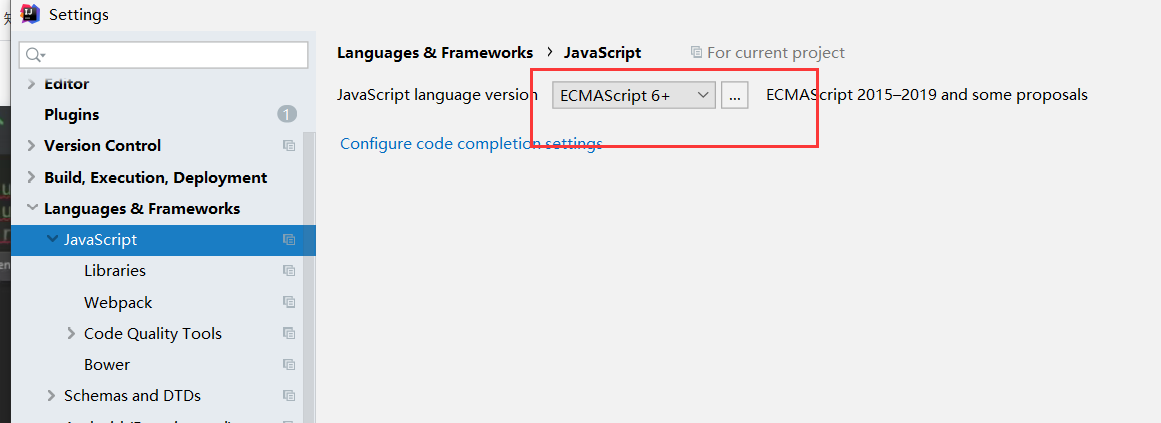 Settings
Languages & Frameworks › JavaScript For current project
Editor
JavaScript language version ECMAScript 6+ ... ECMAScript 2015–2019 and some proposals
Plugins 1
Configure code completion settings
Version Control
Build, Execution, Deployment
Languages & Frameworks
JavaScript
Libraries
Webpack
Code Quality Tools
Bower
Schemas and DTDs